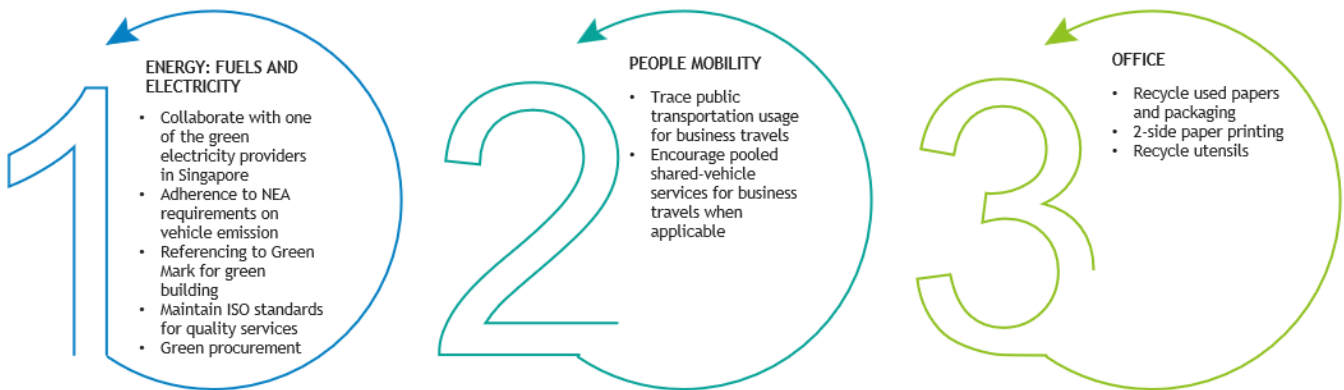 1
ENERGY: FUELS AND
ELECTRICITY
• Collaborate with one
of the green
electricity providers
in Singapore
• Adherence to NEA
requirements on
vehicle emission
• Referencing to Green
Mark for green
building
• Maintain ISO standards
for quality services
• Green procurement
2
PEOPLE MOBILITY
• Trace public
transportation usage
for business travels
• Encourage pooled
shared-vehicle
services for business
travels when
applicable
3
OFFICE
• Recycle used papers
and packaging
• 2-side paper printing
• Recycle utensils